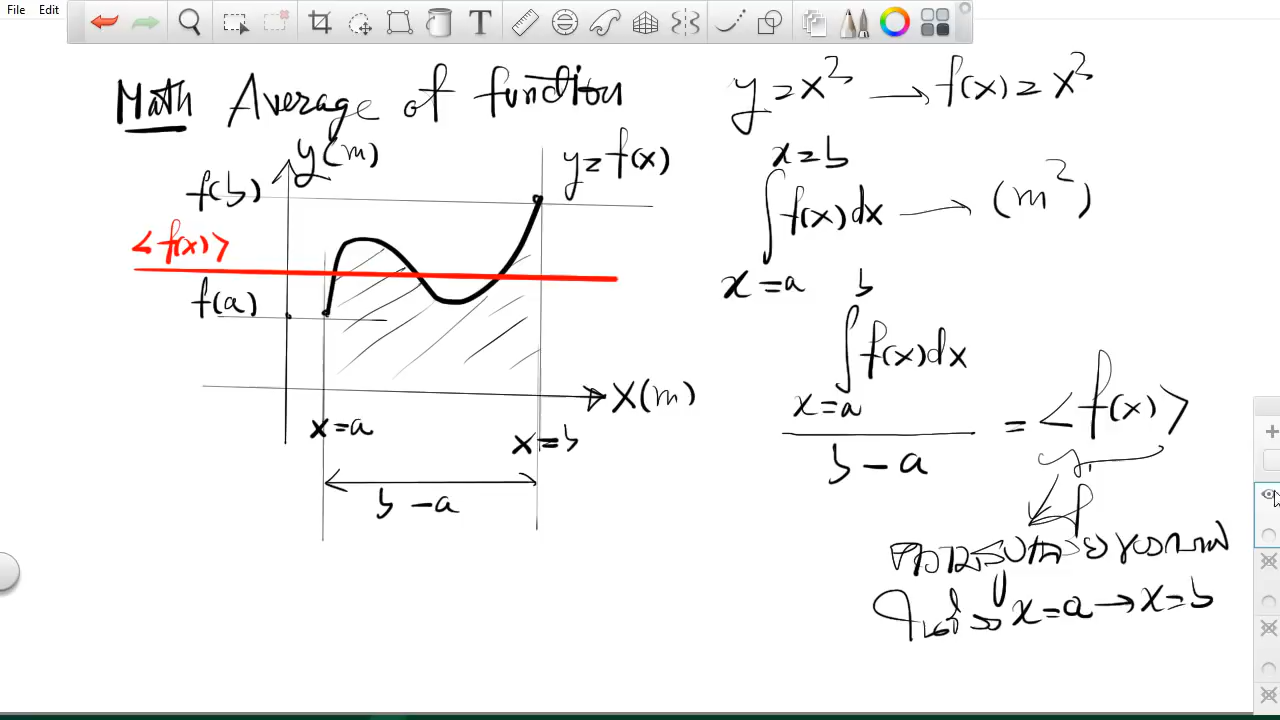 File Edit
Math Average of function
y(m)
f(b)
y=f(x)
<f(x)>
f(a)
x(m)
x=a
x=b
b-a
y=x² → f(x)=x²
x=b
∫f(x)dx → (m²)
x=a
b
∫f(x)dx
x=a
b-a
= <f(x)>
x=a→x=b